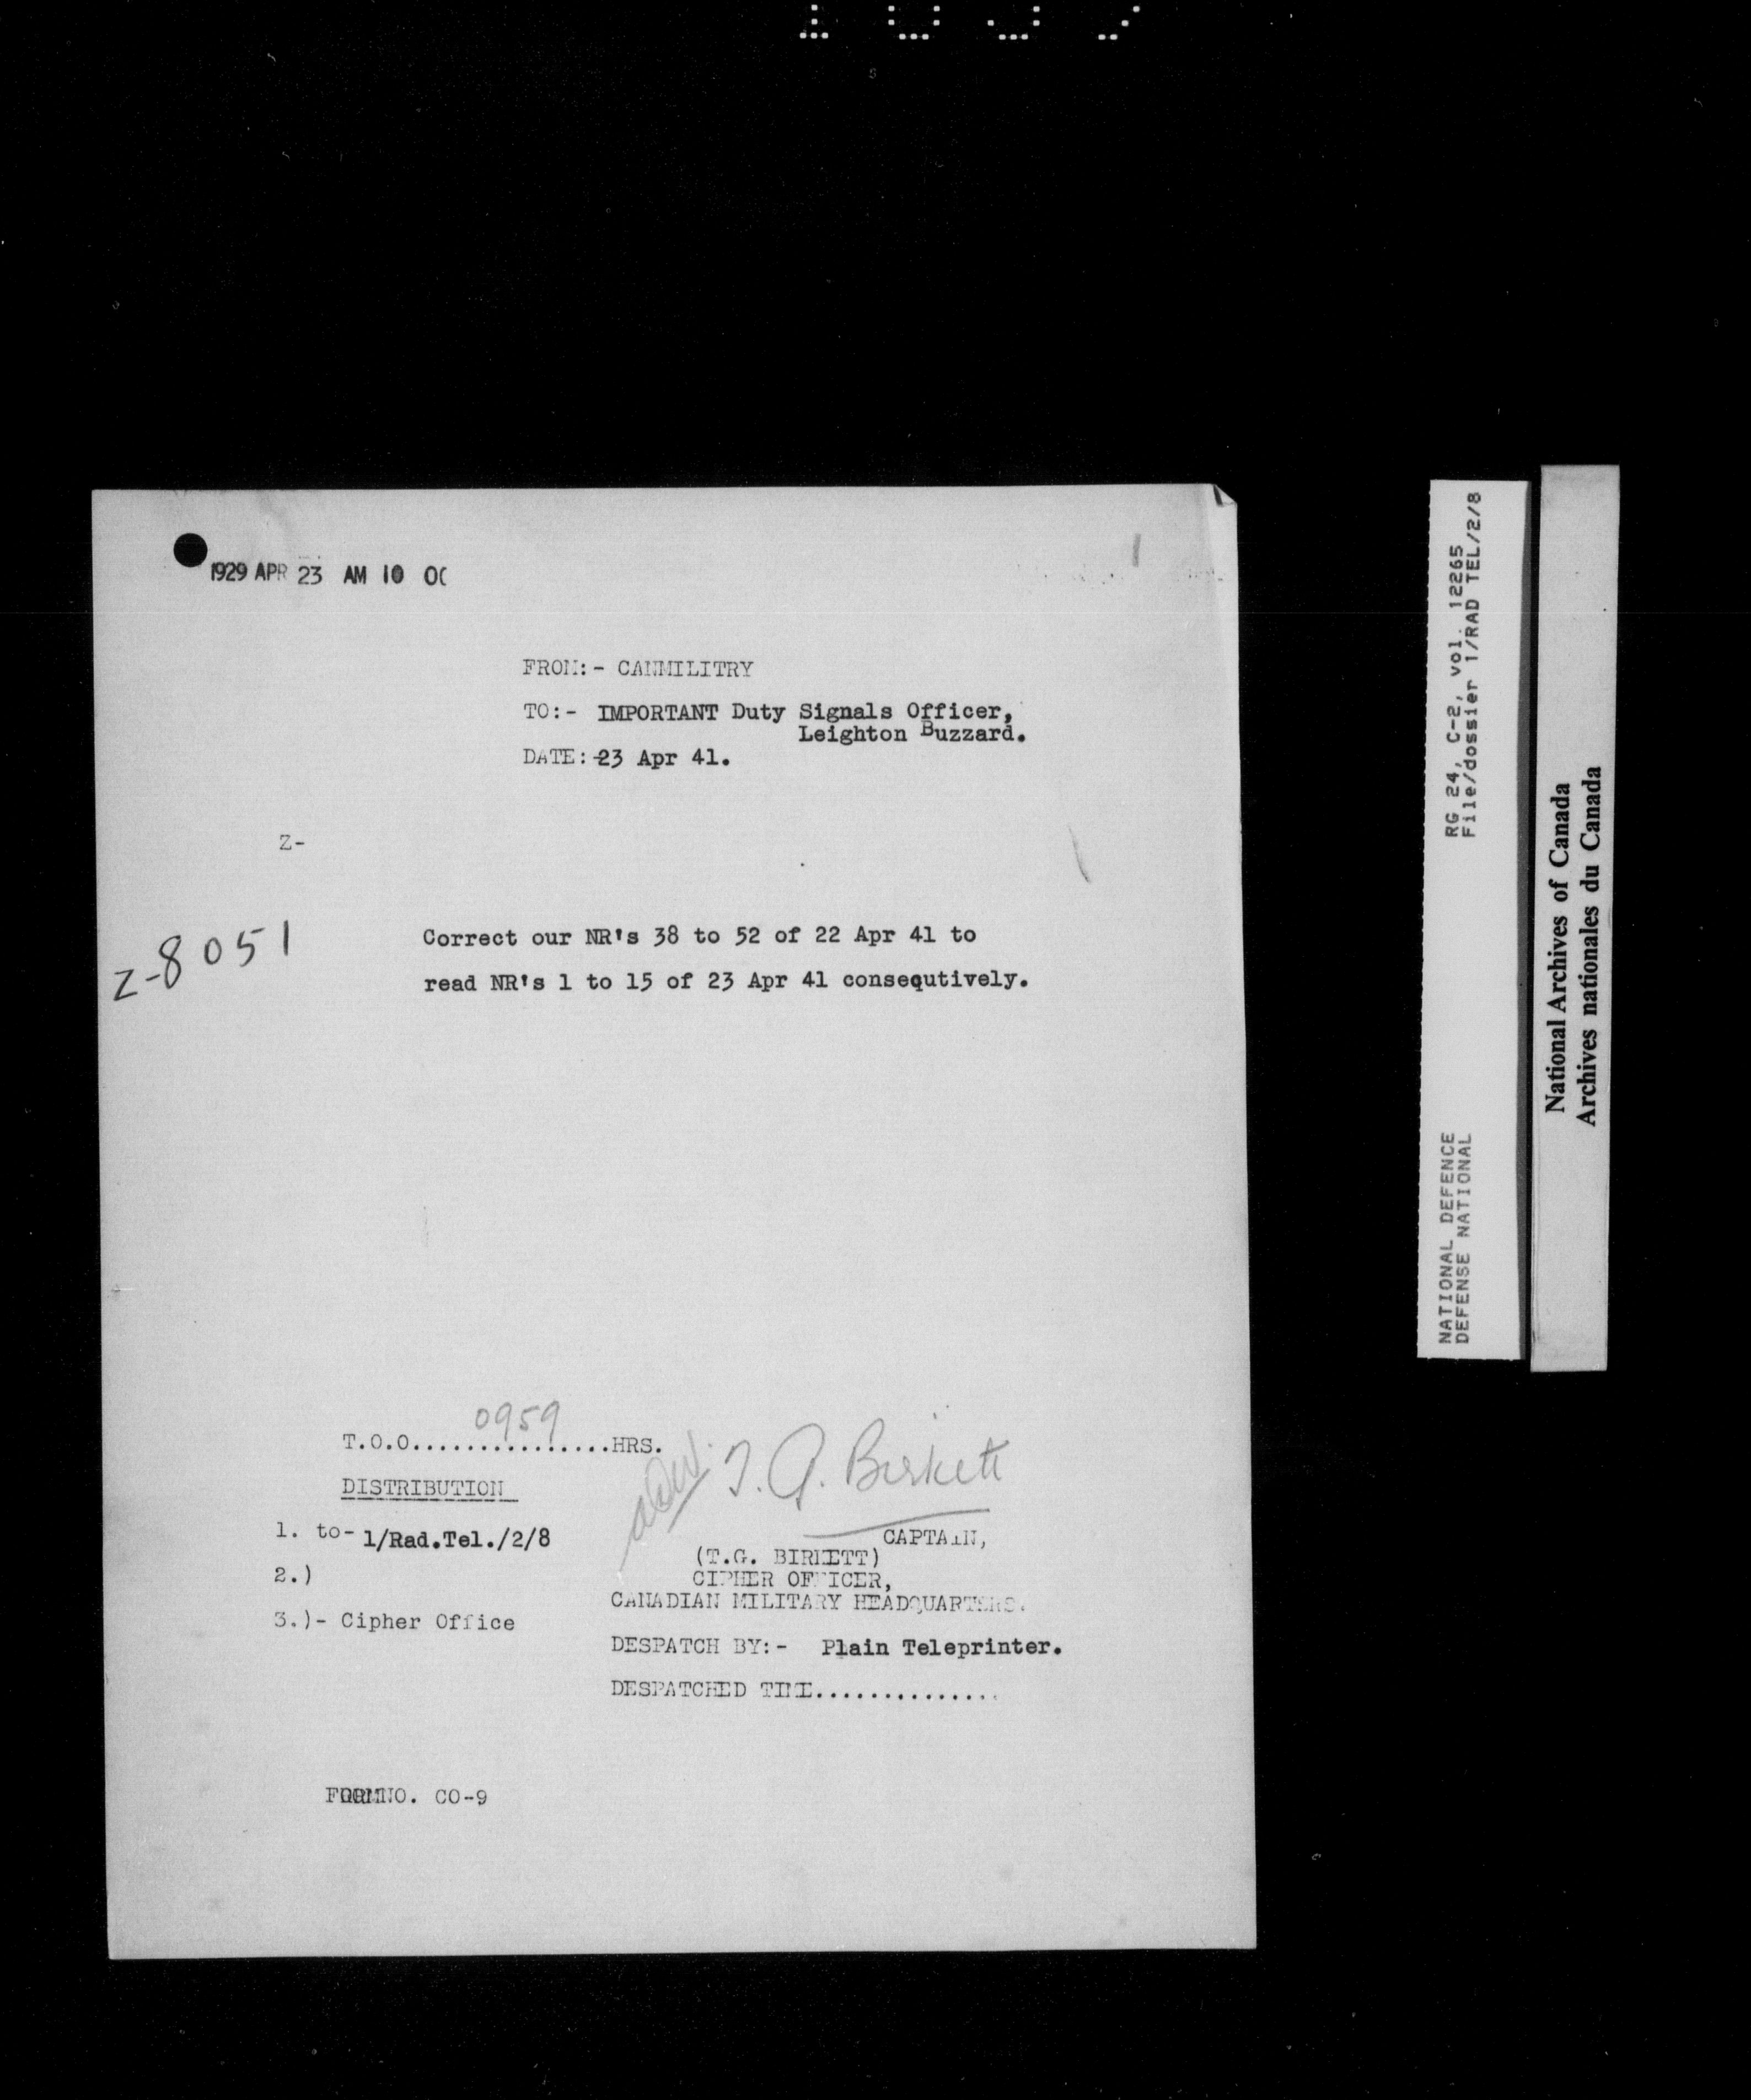 1929 APR 23 AM 10 00
FROM:- CANMILITRY
TO:- IMPORTANT Duty Signals Officer,
Leighton Buzzard.
DATE:-23 Apr 41.
Z-
Z-8051
Correct our NR's 38 to 52 of 22 Apr 41 to
read NR's 1 to 15 of 23 Apr 41 consequtively.
0959
T.O.O...............HRS.
T. G. Birkett
DISTRIBUTION
1. to- 1/Rad.Tel./2/8
CAPTAIN,
(T.G. BIRKETT)
2.)
CIPHER OFFICER,
CANADIAN MILITARY HEADQUARTERS.
3.)- Cipher Office
DESPATCH BY:- Plain Teleprinter.
DESPATCHED TIME..............
FORM NO. CO-9
RG 24, C-2, vol. 12265
File/dossier 1/RAD TEL/2/8
NATIONAL DEFENCE
DEFENSE NATIONAL
National Archives of Canada
Archives nationales du Canada